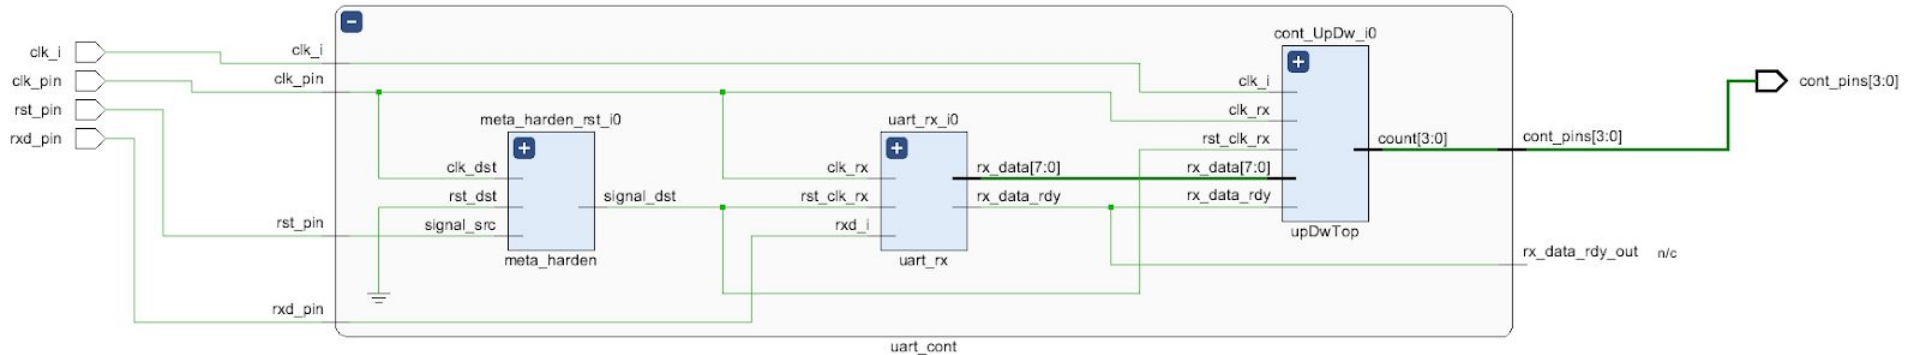 clk_i
clk_pin
rst_pin
rxd_pin
clk_i
clk_pin
rst_pin
rxd_pin
meta_harden_rst_i0
clk_dst
rst_dst
signal_src
signal_dst
meta_harden
uart_rx_i0
clk_rx
rst_clk_rx
rxd_i
rx_data[7:0]
rx_data_rdy
uart_rx
cont_UpDw_i0
clk_i
clk_rx
rst_clk_rx
rx_data[7:0]
rx_data_rdy
count[3:0]
upDwTop
cont_pins[3:0]
rx_data_rdy_out n/c
cont_pins[3:0]
uart_cont